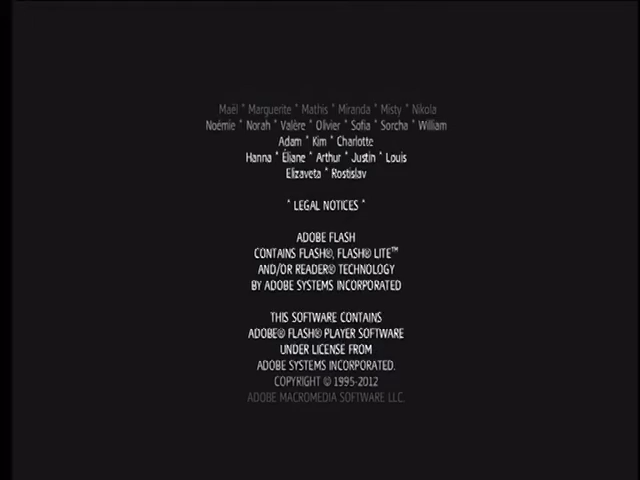 Maël * Marguerite * Mathis * Miranda * Misty * Nikola
Noémie * Norah * Valère * Olivier * Sofia * Sorcha * William
Adam * Kim * Charlotte
Hanna * Éliane * Arthur * Justin * Louis
Elizaveta * Rostislav
* LEGAL NOTICES *
ADOBE FLASH
CONTAINS FLASH®, FLASH® LITE™
AND/OR READER® TECHNOLOGY
BY ADOBE SYSTEMS INCORPORATED
THIS SOFTWARE CONTAINS
ADOBE® FLASH® PLAYER SOFTWARE
UNDER LICENSE FROM
ADOBE SYSTEMS INCORPORATED.
COPYRIGHT © 1995-2012
ADOBE MACROMEDIA SOFTWARE LLC.